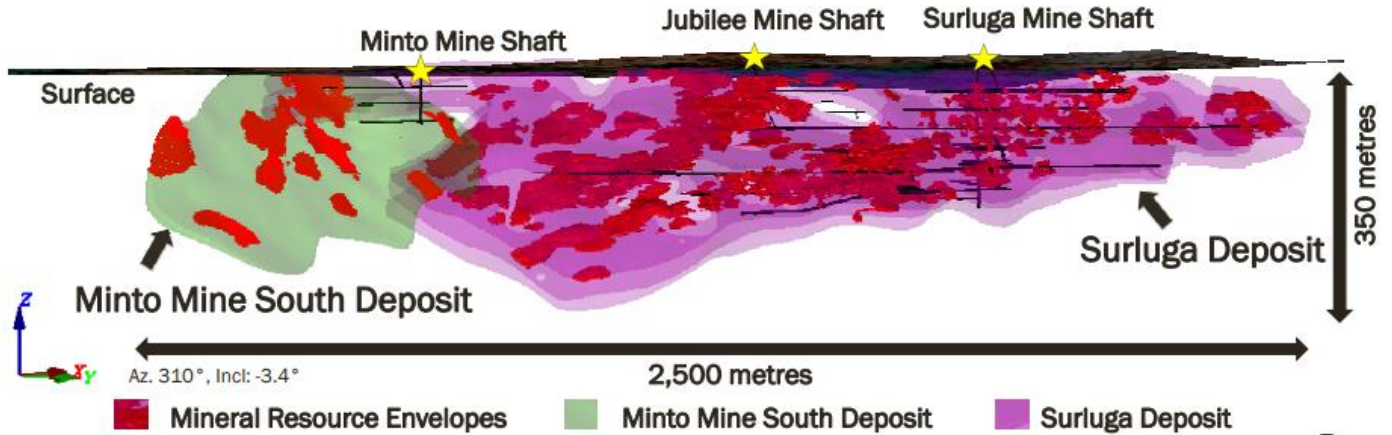 Jubilee Mine Shaft
Surluga Mine Shaft
Minto Mine Shaft
Surface
350 metres
Surluga Deposit
Minto Mine South Deposit
Z
X
Y
Az. 310°, Incl: -3.4°
2,500 metres
Mineral Resource Envelopes
Minto Mine South Deposit
Surluga Deposit